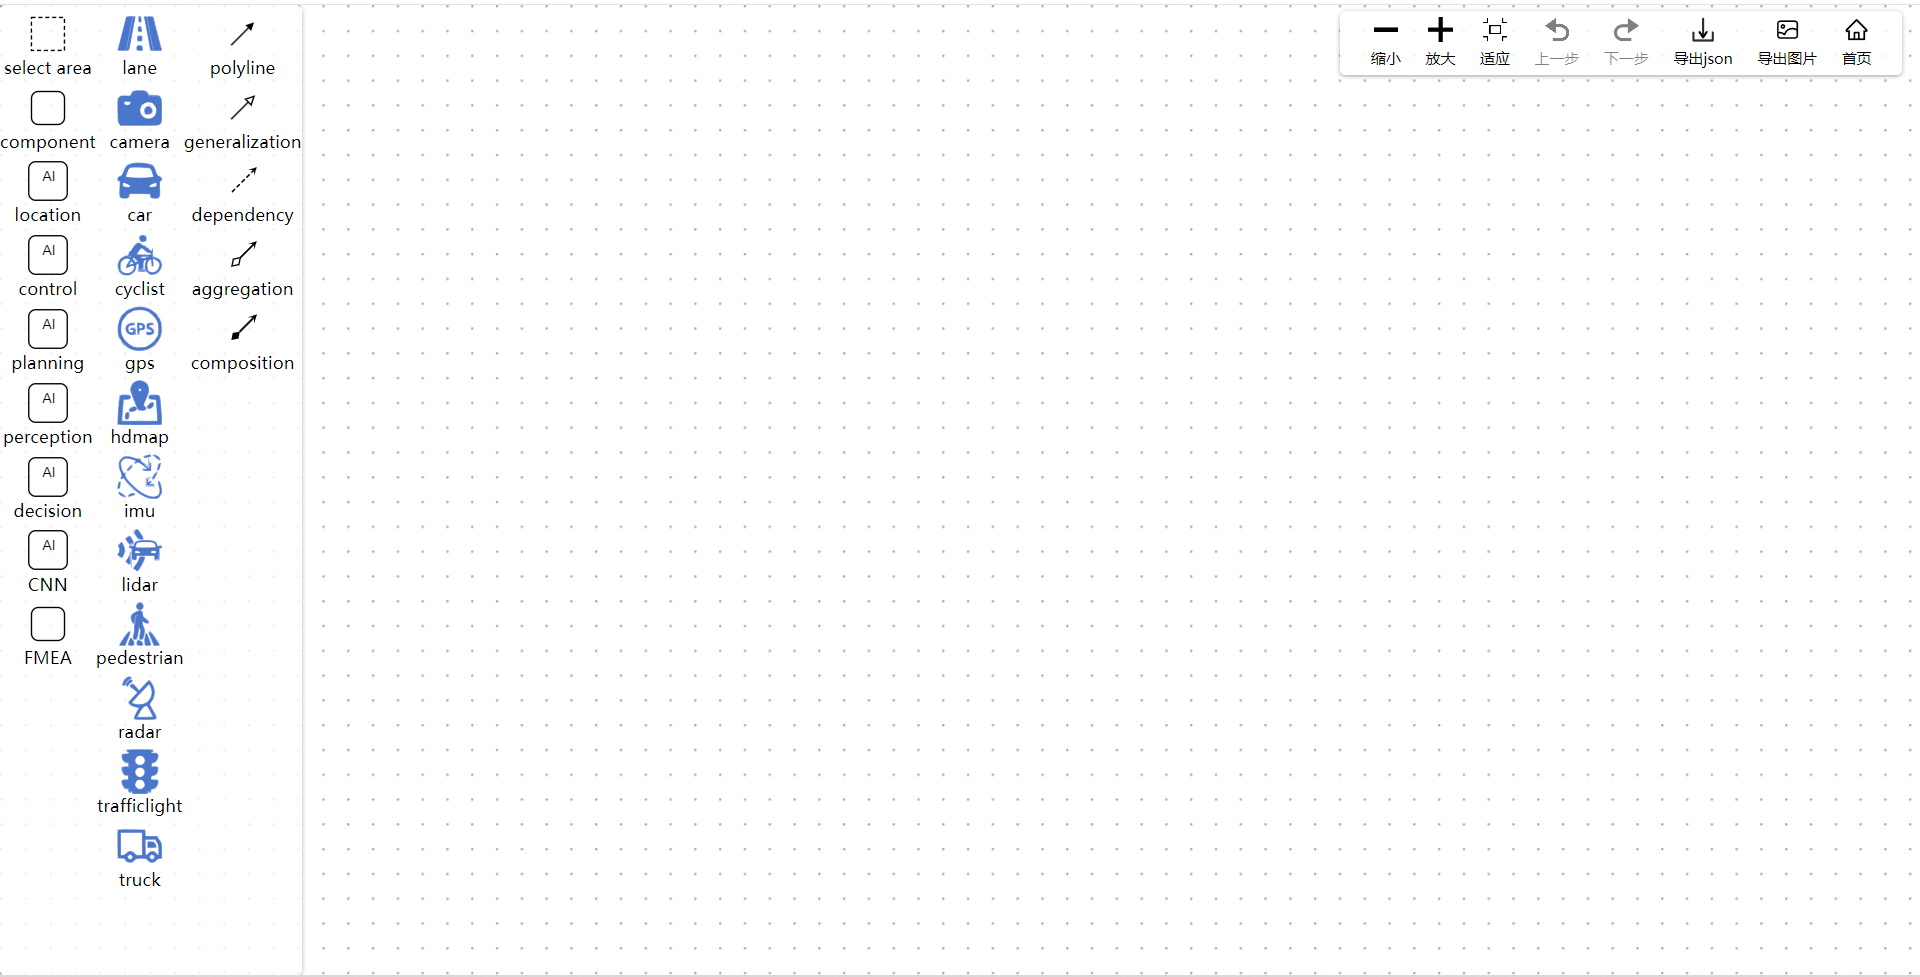 select area
lane
polyline
component
camera
generalization
AI
location
car
dependency
AI
control
cyclist
aggregation
AI
planning
GPS
gps
composition
AI
perception
hdmap
AI
decision
imu
AI
CNN
lidar
FMEA
pedestrian
radar
trafficlight
truck
缩小
放大
适应
上一步
下一步
导出json
导出图片
首页